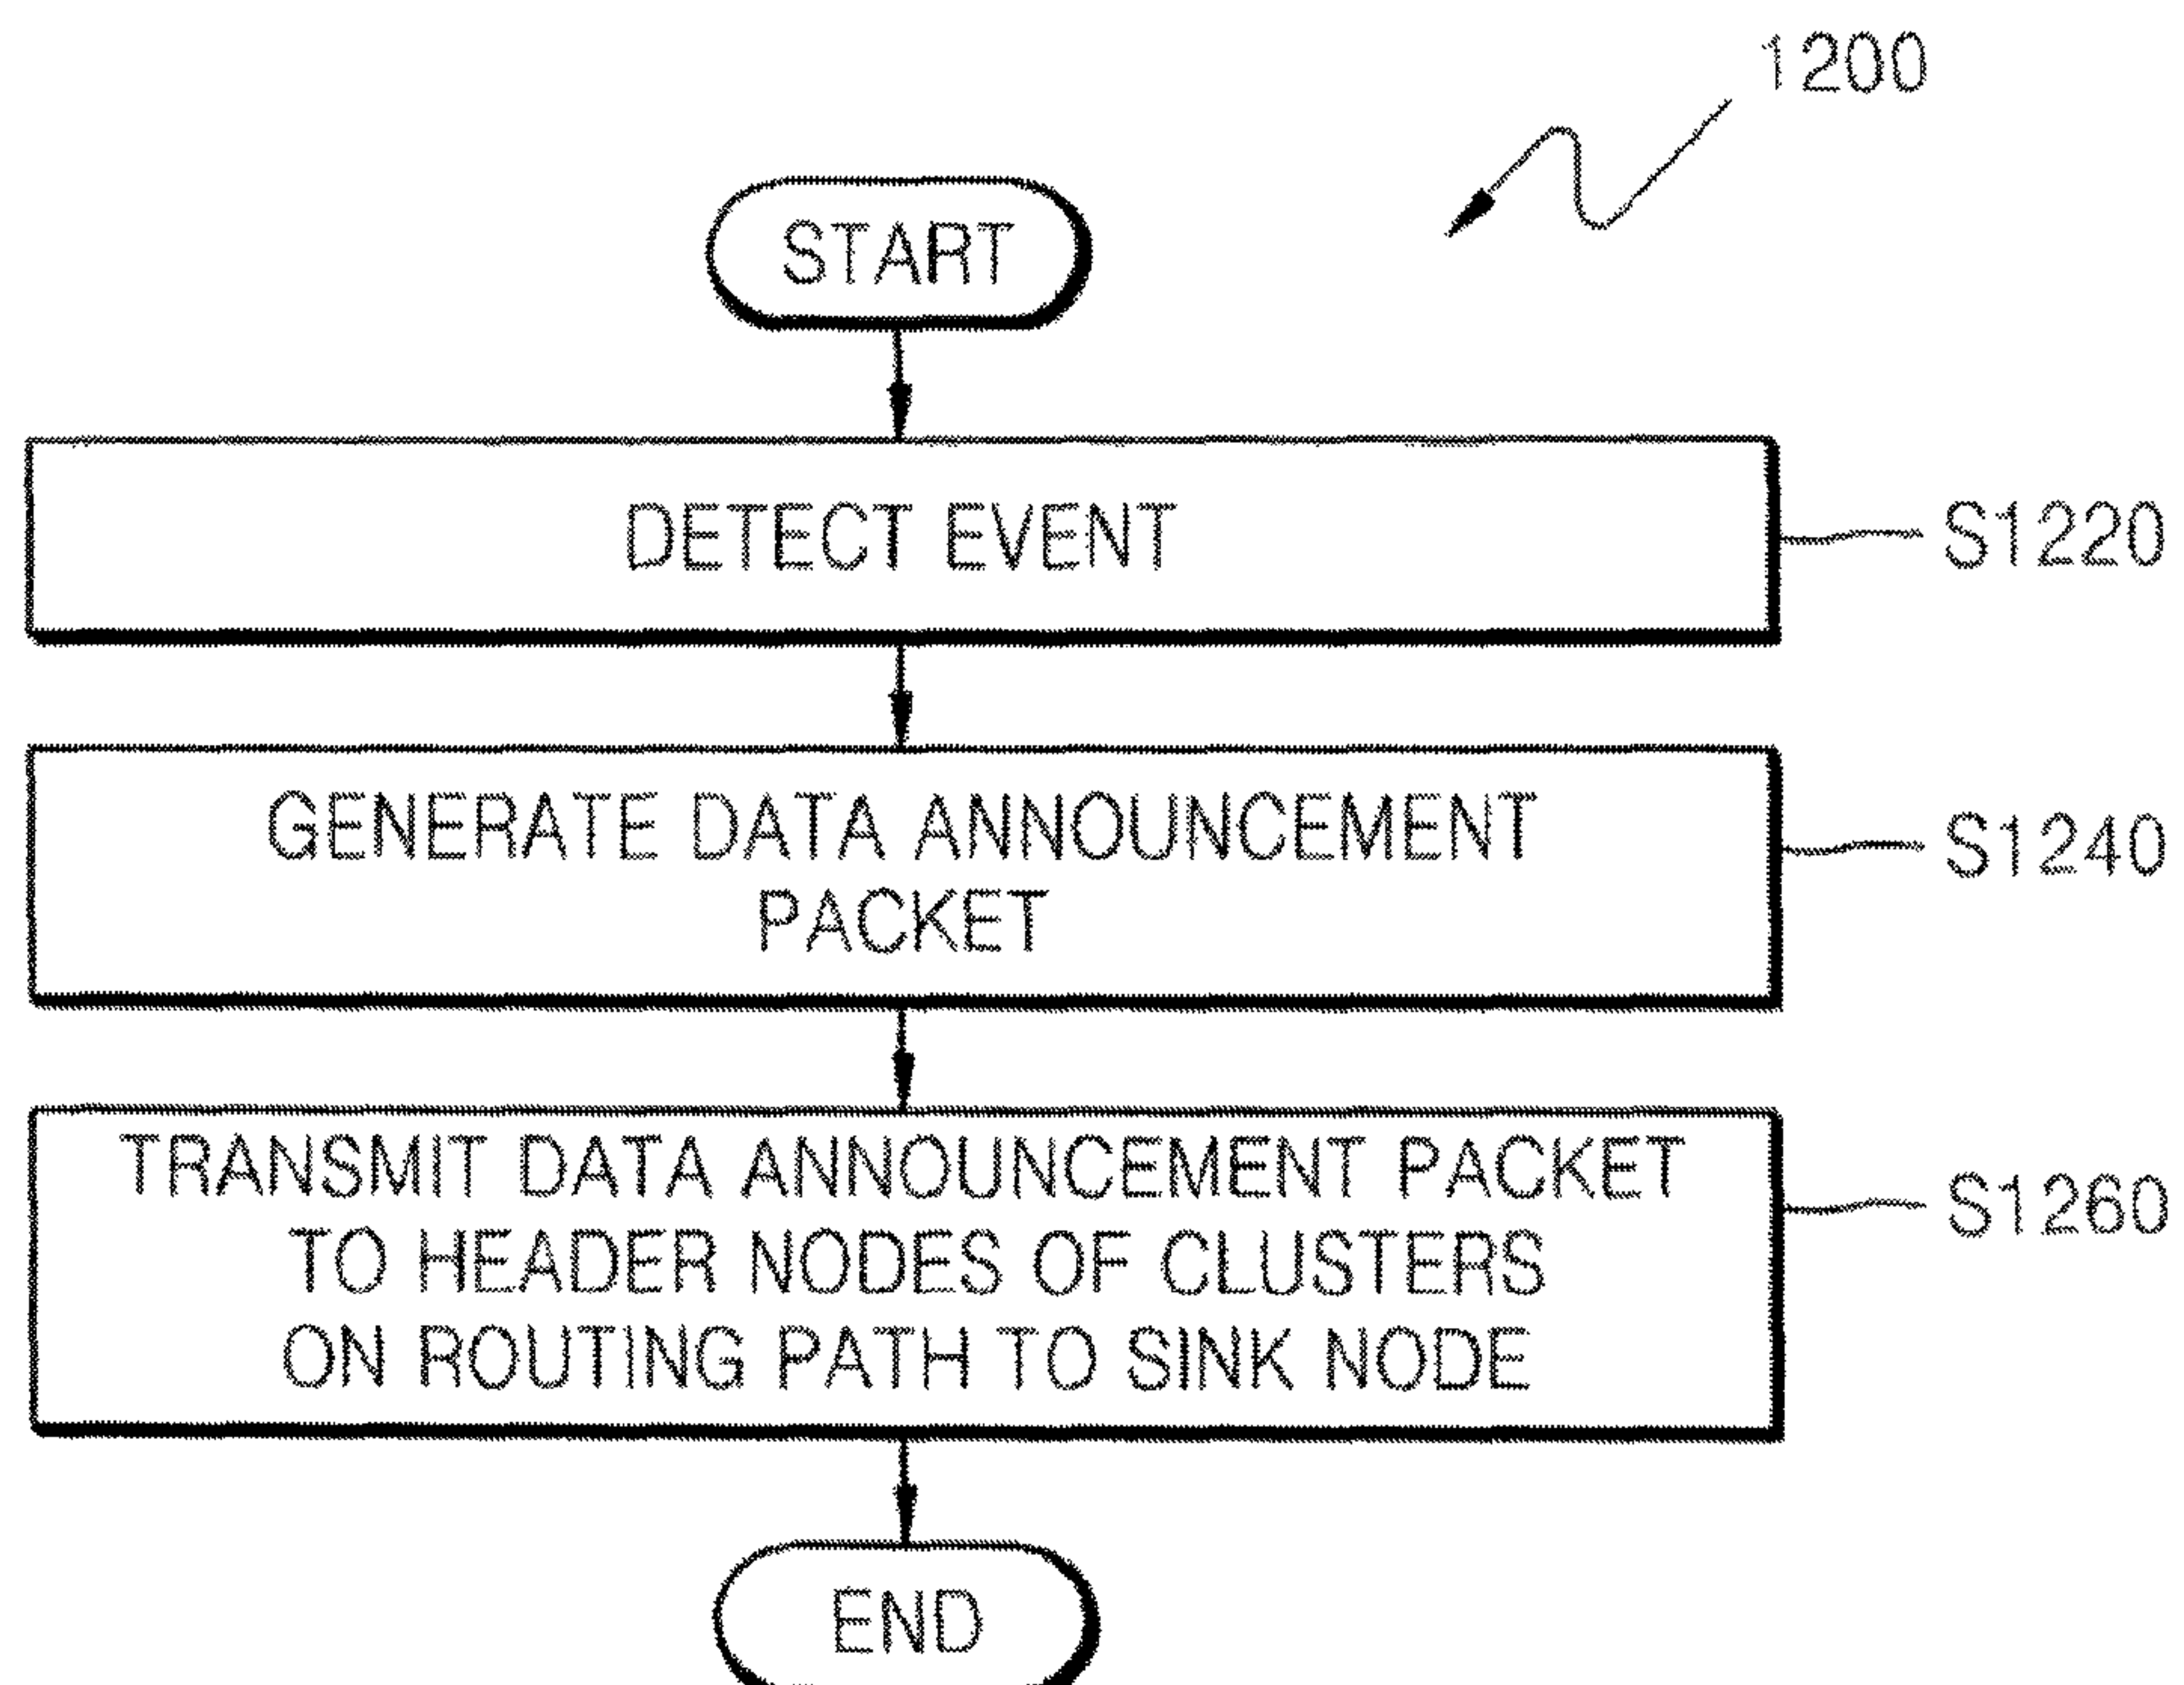 1200
START
DETECT EVENT
S1220
GENERATE DATA ANNOUNCEMENT
PACKET
S1240
TRANSMIT DATA ANNOUNCEMENT PACKET
TO HEADER NODES OF CLUSTERS
ON ROUTING PATH TO SINK NODE
S1260
END